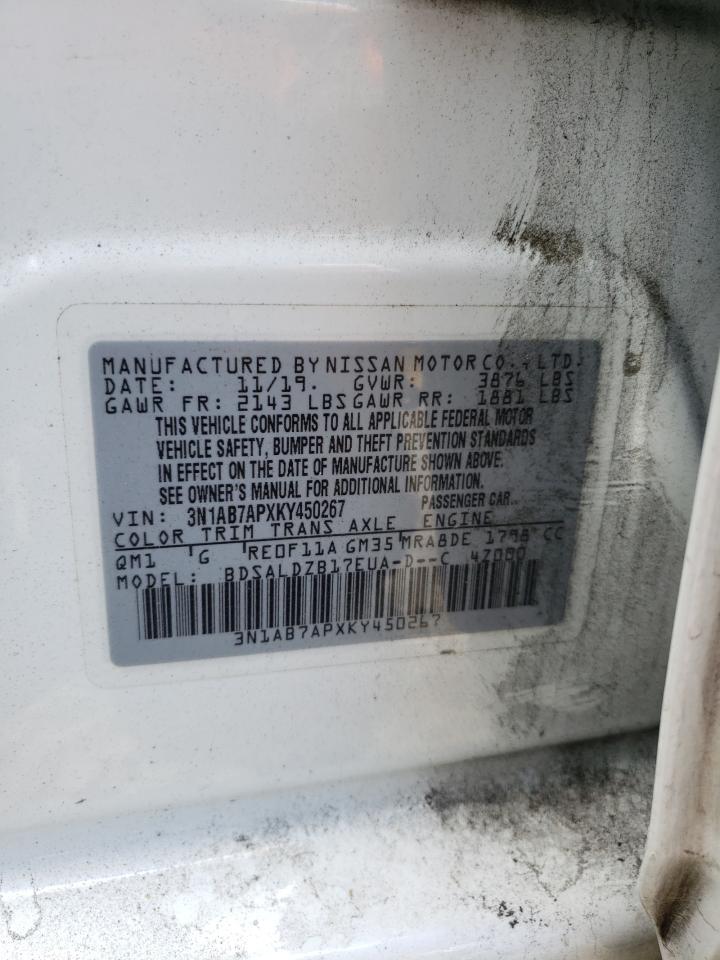 MANUFACTURED BY NISSAN MOTOR CO., LTD.
DATE: 11/19. GVWR: 3876 LBS
GAWR FR: 2143 LBS GAWR RR: 1881 LBS
THIS VEHICLE CONFORMS TO ALL APPLICABLE FEDERAL MOTOR
VEHICLE SAFETY, BUMPER AND THEFT PREVENTION STANDARDS
IN EFFECT ON THE DATE OF MANUFACTURE SHOWN ABOVE.
SEE OWNER'S MANUAL FOR ADDITIONAL INFORMATION.
VIN: 3N1AB7APXKY450267 PASSENGER CAR
COLOR TRIM TRANS AXLE ENGINE
QM1 G RE0F11A GM35 MRA8DE 1798 CC
MODEL: BDSALDZB17EUA-D--C 47000
3N1AB7APXKY450267